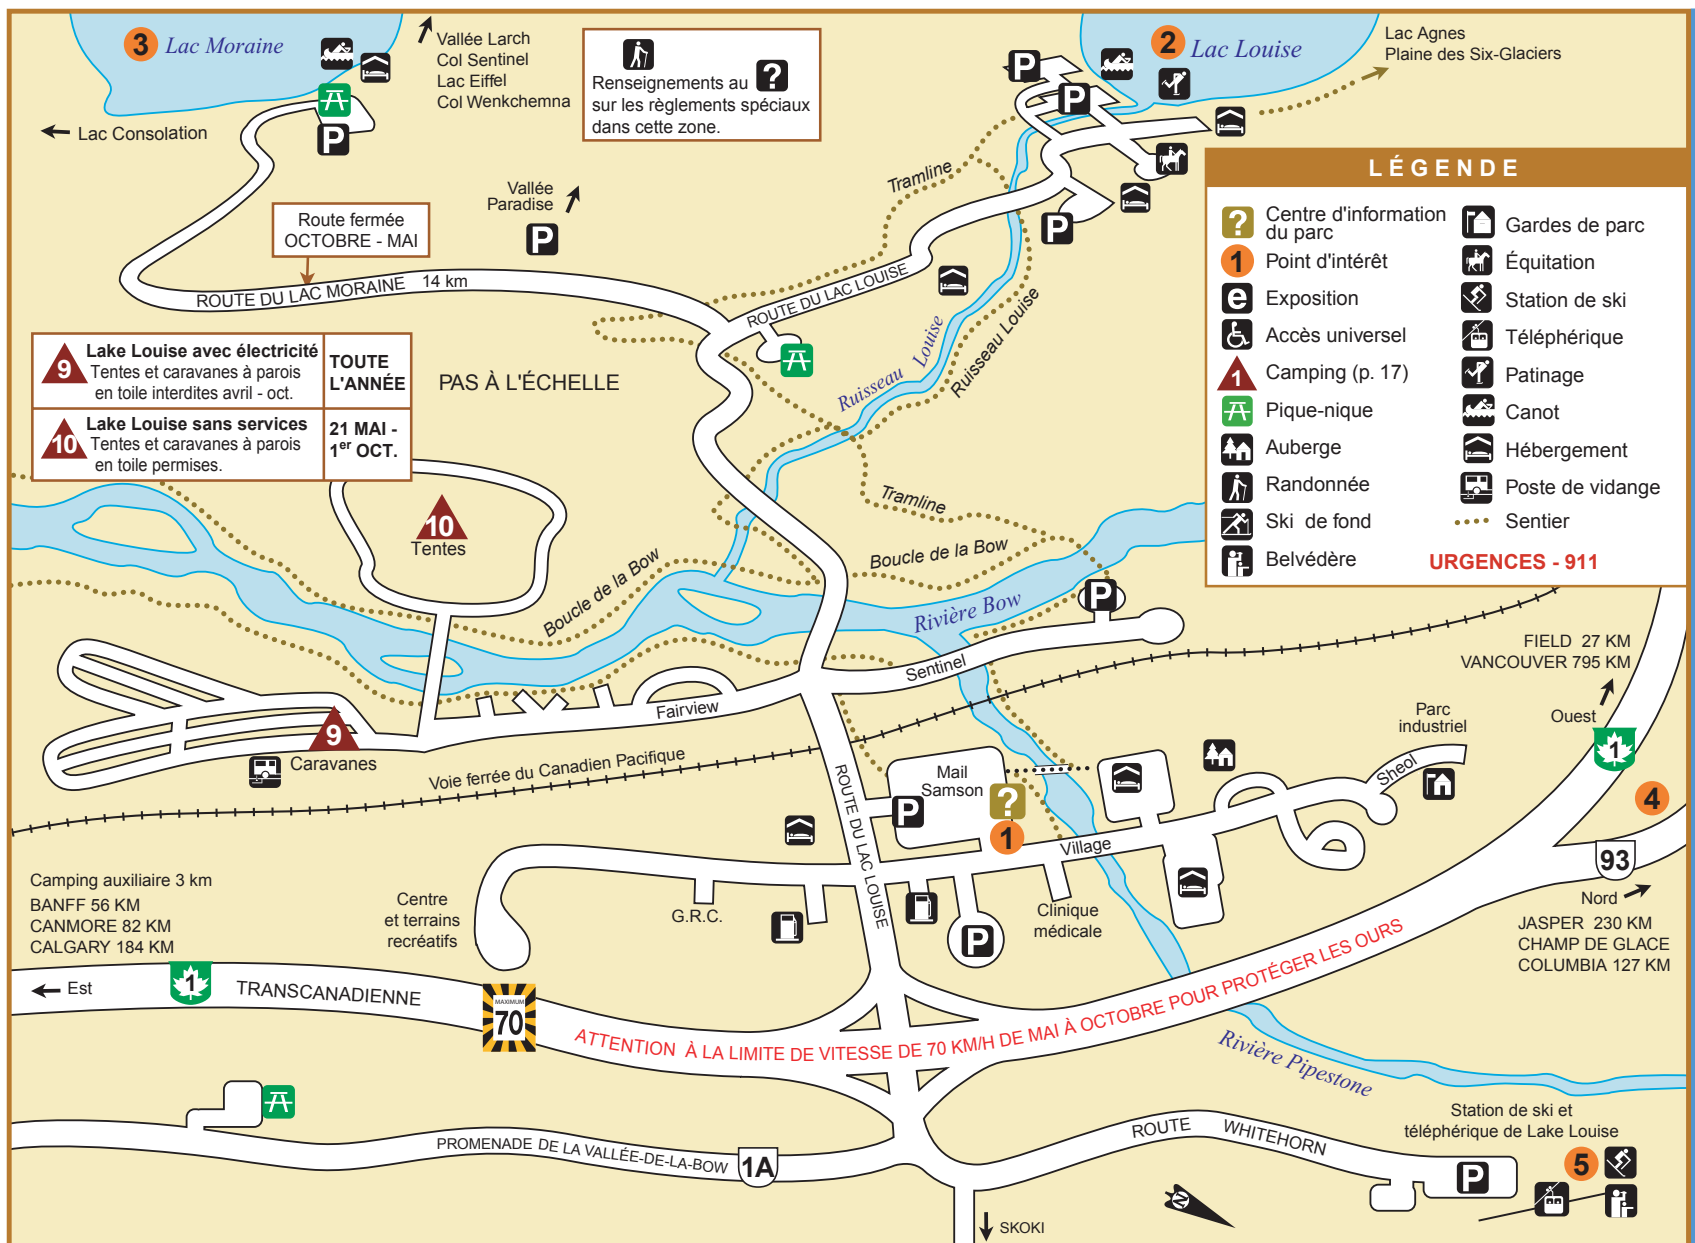 3
Lac Moraine
Vallée Larch
Col Sentinel
Lac Eiffel
Col Wenkchemna
Renseignements au ?
sur les règlements spéciaux
dans cette zone.
2
Lac Louise
Lac Agnes
Plaine des Six-Glaciers
Lac Consolation
P
P
P
P
Vallée
Paradise
P
Route fermée
OCTOBRE - MAI
ROUTE DU LAC MORAINE 14 km
Tramline
ROUTE DU LAC LOUISE
Ruisseau Louise
Ruisseau Louise
LÉGENDE
? Centre d'information
du parc
1 Point d'intérêt
e Exposition
Accès universel
1 Camping (p. 17)
Pique-nique
Auberge
Randonnée
Ski de fond
Belvédère
Gardes de parc
Équitation
Station de ski
Téléphérique
Patinage
Canot
Hébergement
Poste de vidange
Sentier
URGENCES - 911
9 Lake Louise avec électricité
Tentes et caravanes à parois
en toile interdites avril - oct.
TOUTE
L'ANNÉE
10 Lake Louise sans services
Tentes et caravanes à parois
en toile permises.
21 MAI -
1er OCT.
PAS À L'ÉCHELLE
10
Tentes
Tramline
Boucle de la Bow
Boucle de la Bow
Rivière Bow
P
Sentinel
Fairview
9
Caravanes
Voie ferrée du Canadien Pacifique
ROUTE DU LAC LOUISE
Mail
Samson
P
?
1
Village
Sheol
Parc
industriel
FIELD 27 KM
VANCOUVER 795 KM
Ouest
1
4
93
Nord
JASPER 230 KM
CHAMP DE GLACE
COLUMBIA 127 KM
Camping auxiliaire 3 km
BANFF 56 KM
CANMORE 82 KM
CALGARY 184 KM
Centre
et terrains
récréatifs
G.R.C.
P
Clinique
médicale
Est
1
TRANSCANADIENNE
MAXIMUM
70
ATTENTION À LA LIMITE DE VITESSE DE 70 KM/H DE MAI À OCTOBRE POUR PROTÉGER LES OURS
Rivière Pipestone
PROMENADE DE LA VALLÉE-DE-LA-BOW
1A
ROUTE WHITEHORN
Station de ski et
téléphérique de Lake Louise
5
P
N
SKOKI